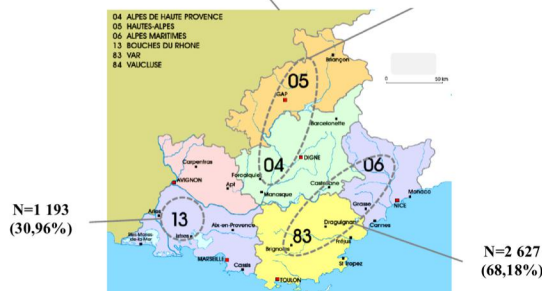 04 ALPES DE HAUTE PROVENCE
05 HAUTES-ALPES
06 ALPES MARITIMES
13 BOUCHES DU RHONE
83 VAR
84 VAUCLUSE
Briançon
05
GAP
0
50 km
Barcelonette
Carpentras
Forcalquier
04
DIGNE
06
AVIGNON
Apt
Manosque
Castellane
Monaco
NICE
Grasse
N=1 193
(30,96%)
Arles
13
Aix-en-Provence
83
Draguignan
Cannes
Istres
Brignoles
Fréjus
N=2 627
(68,18%)
MARSEILLE
Cassis
St Tropez
TOULON